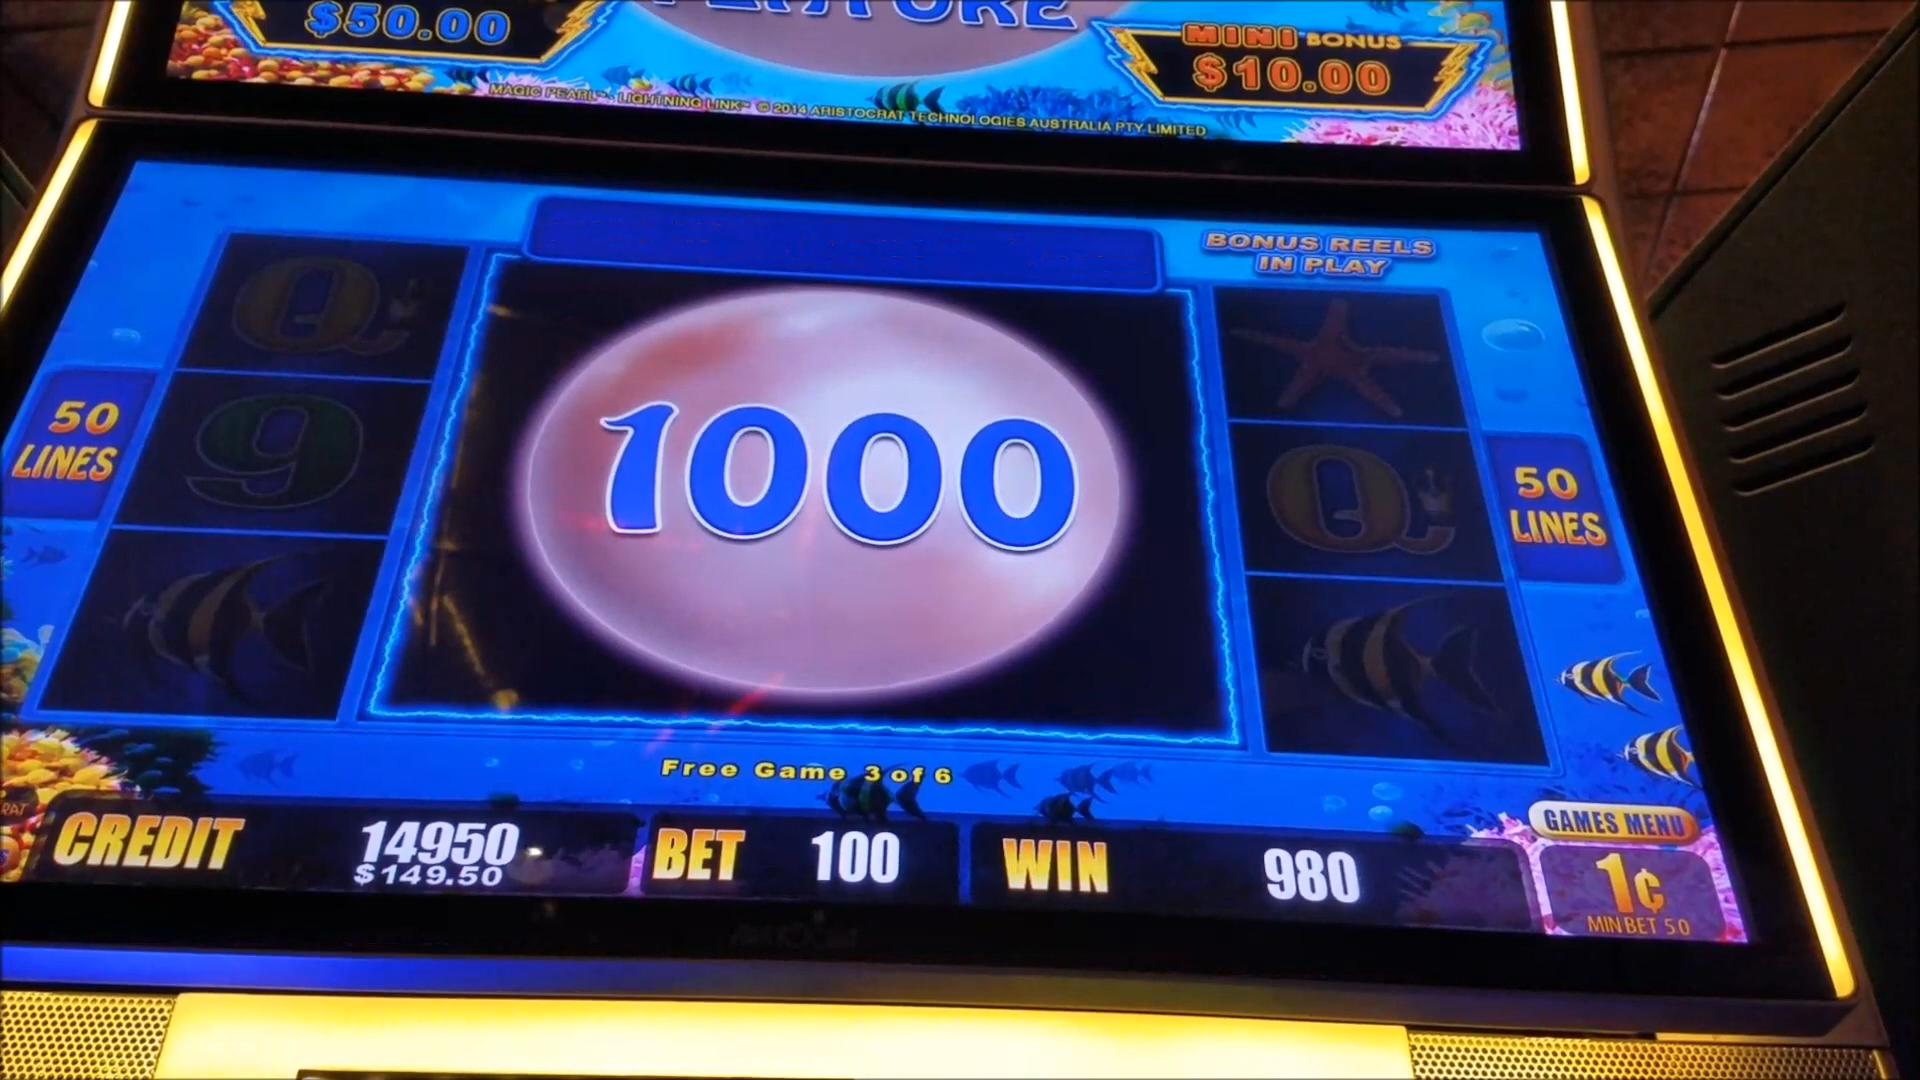 $50.00
FEATURE
MINI BONUS
$10.00
MAGIC PEARL™ - LIGHTNING LINK™ © 2014 ARISTOCRAT TECHNOLOGIES AUSTRALIA PTY LIMITED
BONUS REELS
IN PLAY
Q
9
Q
50
LINES
1000
50
LINES
Free Game 3 of 6
CREDIT 14950
$149.50
BET 100
WIN 980
GAMES MENU
1¢
MIN BET 50